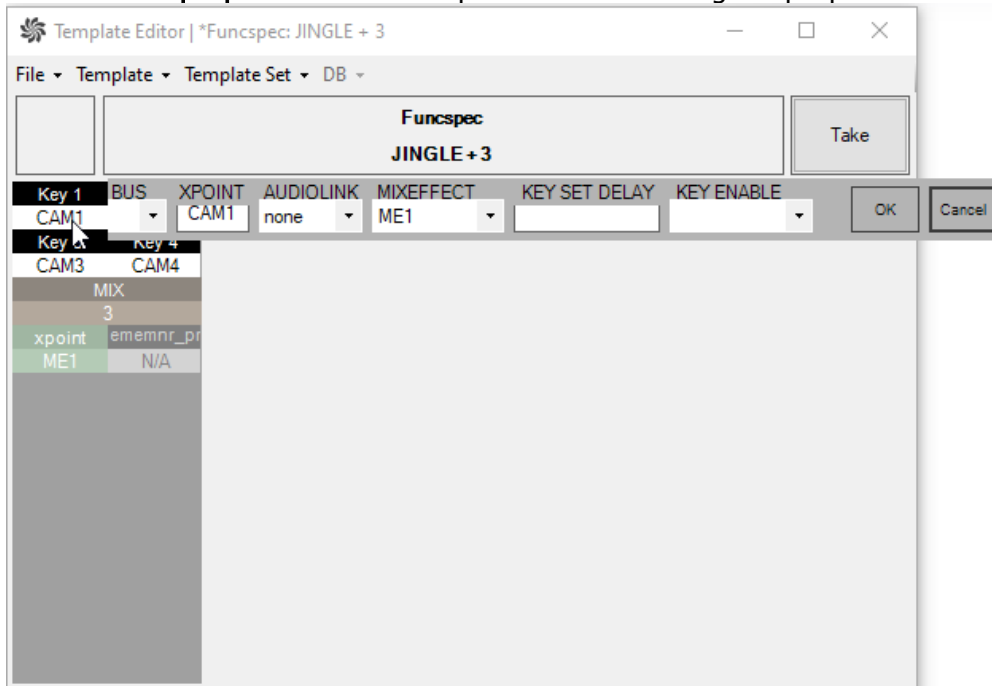 Template Editor | *Funcspec: JINGLE + 3
File Template Template Set DB
Funcspec
JINGLE + 3
Take
Key 1 BUS XPOINT AUDIOLINK MIXEFFECT KEY SET DELAY KEY ENABLE
CAM1 CAM1 none ME1 OK Cancel
Key Key 4
CAM3 CAM4
MIX
3
xpoint ememnr_pr
ME1 N/A